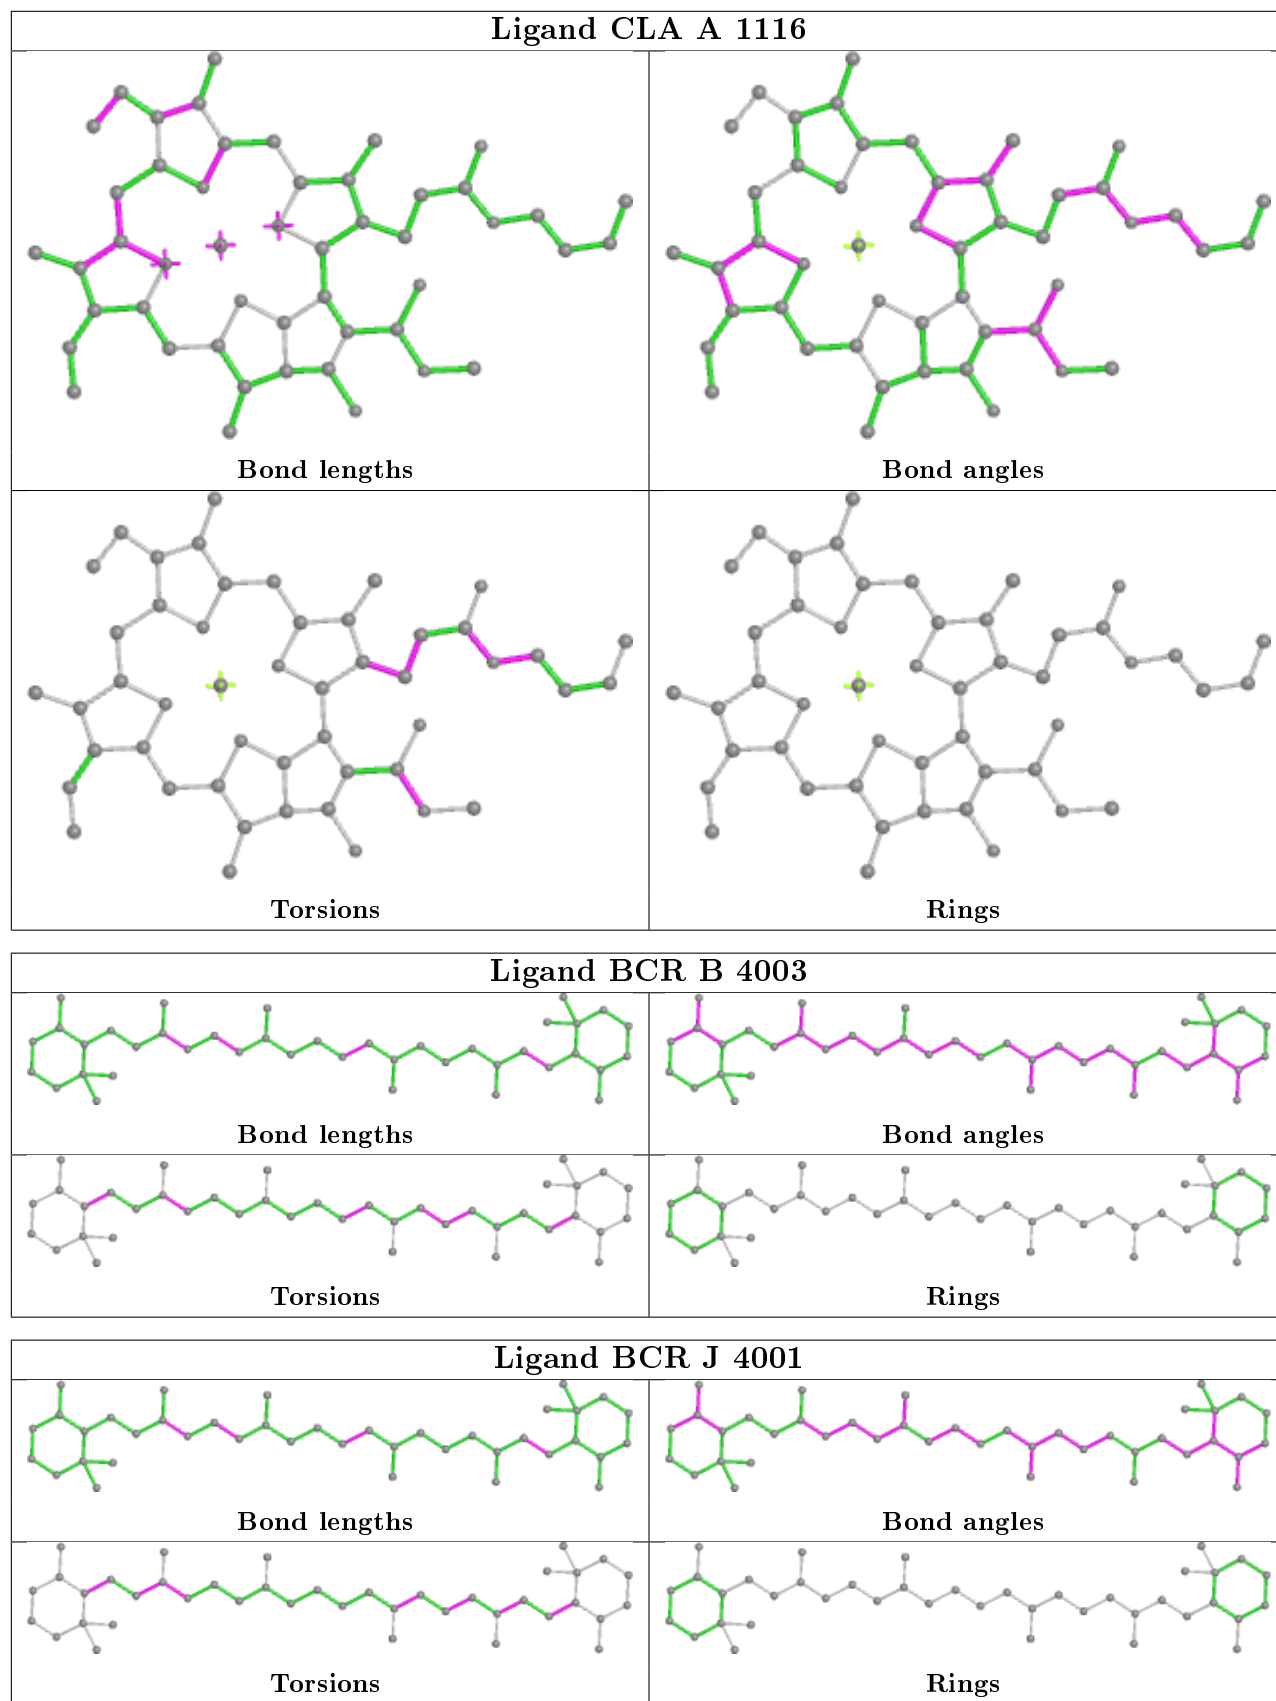 Ligand CLA A 1116
Bond lengths
Bond angles
Torsions
Rings
Ligand BCR B 4003
Bond lengths
Bond angles
Torsions
Rings
Ligand BCR J 4001
Bond lengths
Bond angles
Torsions
Rings